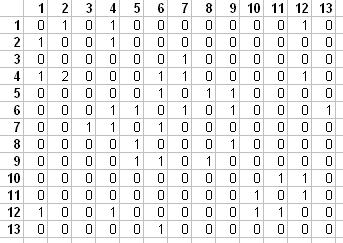 1 2 3 4 5 6 7 8 9 10 11 12 13
1 0 1 0 1 0 0 0 0 0 0 0 1 0
2 1 0 0 1 0 0 0 0 0 0 0 0 0
3 0 0 0 0 0 0 1 0 0 0 0 0 0
4 1 2 0 0 0 1 1 0 0 0 0 1 0
5 0 0 0 0 0 1 0 1 1 0 0 0 0
6 0 0 0 1 1 0 1 0 1 0 0 0 1
7 0 0 1 1 0 1 0 0 0 0 0 0 0
8 0 0 0 0 1 0 0 0 1 0 0 0 0
9 0 0 0 0 1 1 0 1 0 0 0 0 0
10 0 0 0 0 0 0 0 0 0 0 1 1 0
11 0 0 0 0 0 0 0 0 0 1 0 1 0
12 1 0 0 1 0 0 0 0 0 1 1 0 0
13 0 0 0 0 0 1 0 0 0 0 0 0 0